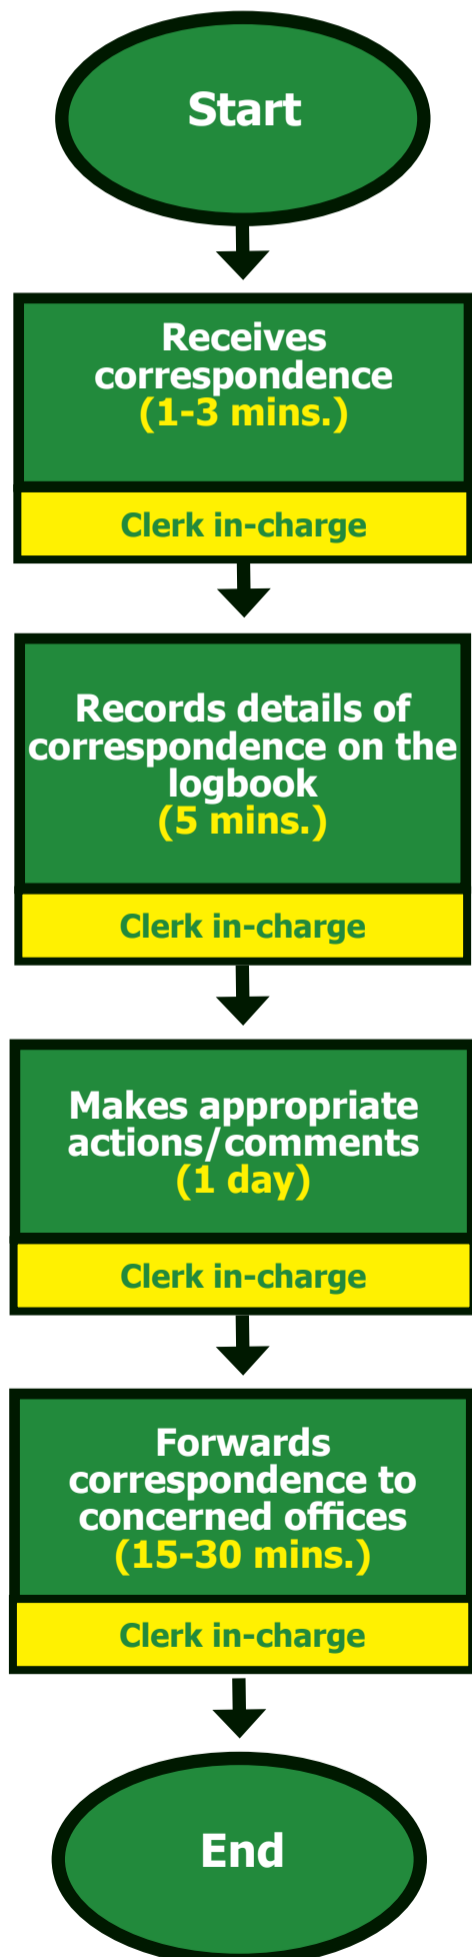 Start
Receives
correspondence
(1-3 mins.)
Clerk in-charge
Records details of
correspondence on the
logbook
(5 mins.)
Clerk in-charge
Makes appropriate
actions/comments
(1 day)
Clerk in-charge
Forwards
correspondence to
concerned offices
(15-30 mins.)
Clerk in-charge
End